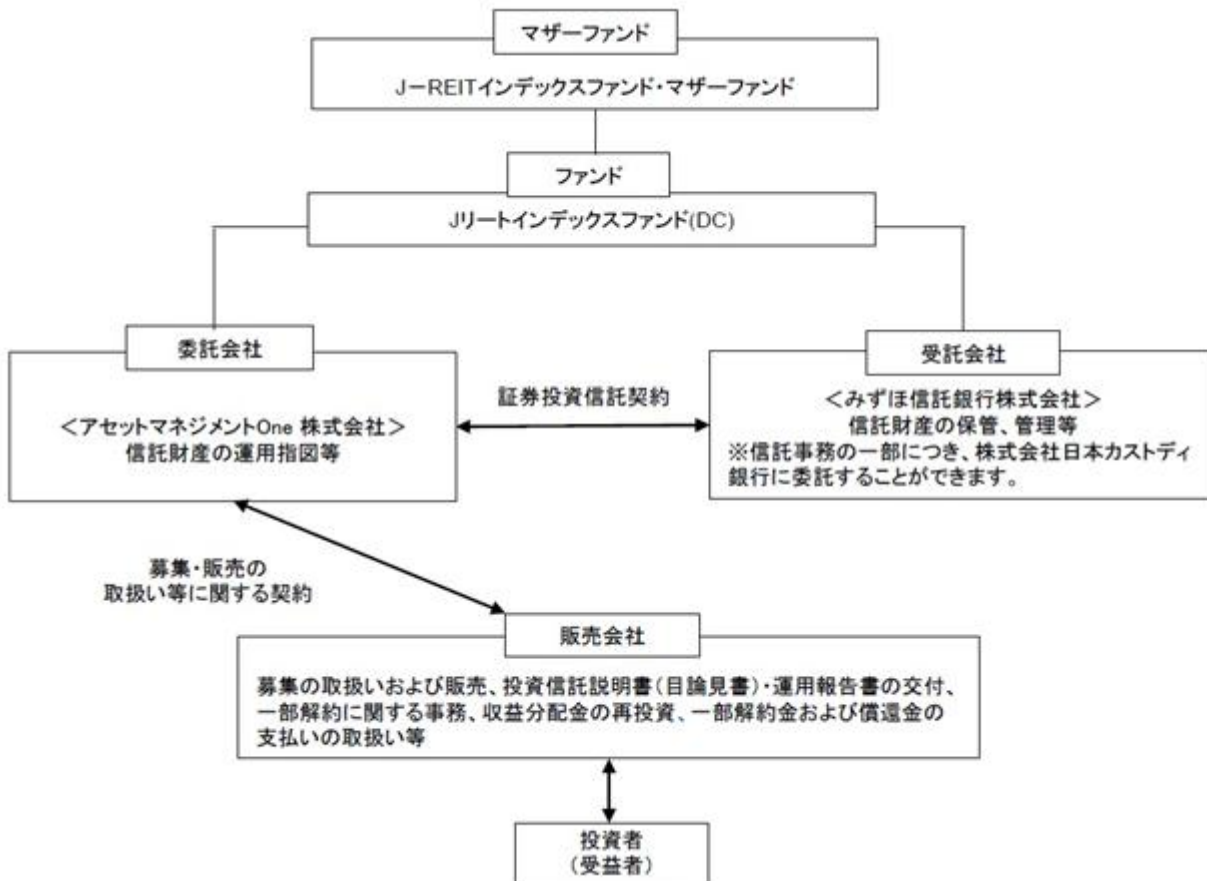 マザーファンド
J－REITインデックスファンド・マザーファンド
ファンド
Jリートインデックスファンド(DC)
委託会社
＜アセットマネジメントOne 株式会社＞
信託財産の運用指図等
証券投資信託契約
受託会社
＜みずほ信託銀行株式会社＞
信託財産の保管、管理等
※信託事務の一部につき、株式会社日本カストディ
銀行に委託することができます。
募集・販売の
取扱い等に関する契約
販売会社
募集の取扱いおよび販売、投資信託説明書(目論見書)・運用報告書の交付、
一部解約に関する事務、収益分配金の再投資、一部解約金および償還金の
支払いの取扱い等
投資者
(受益者)